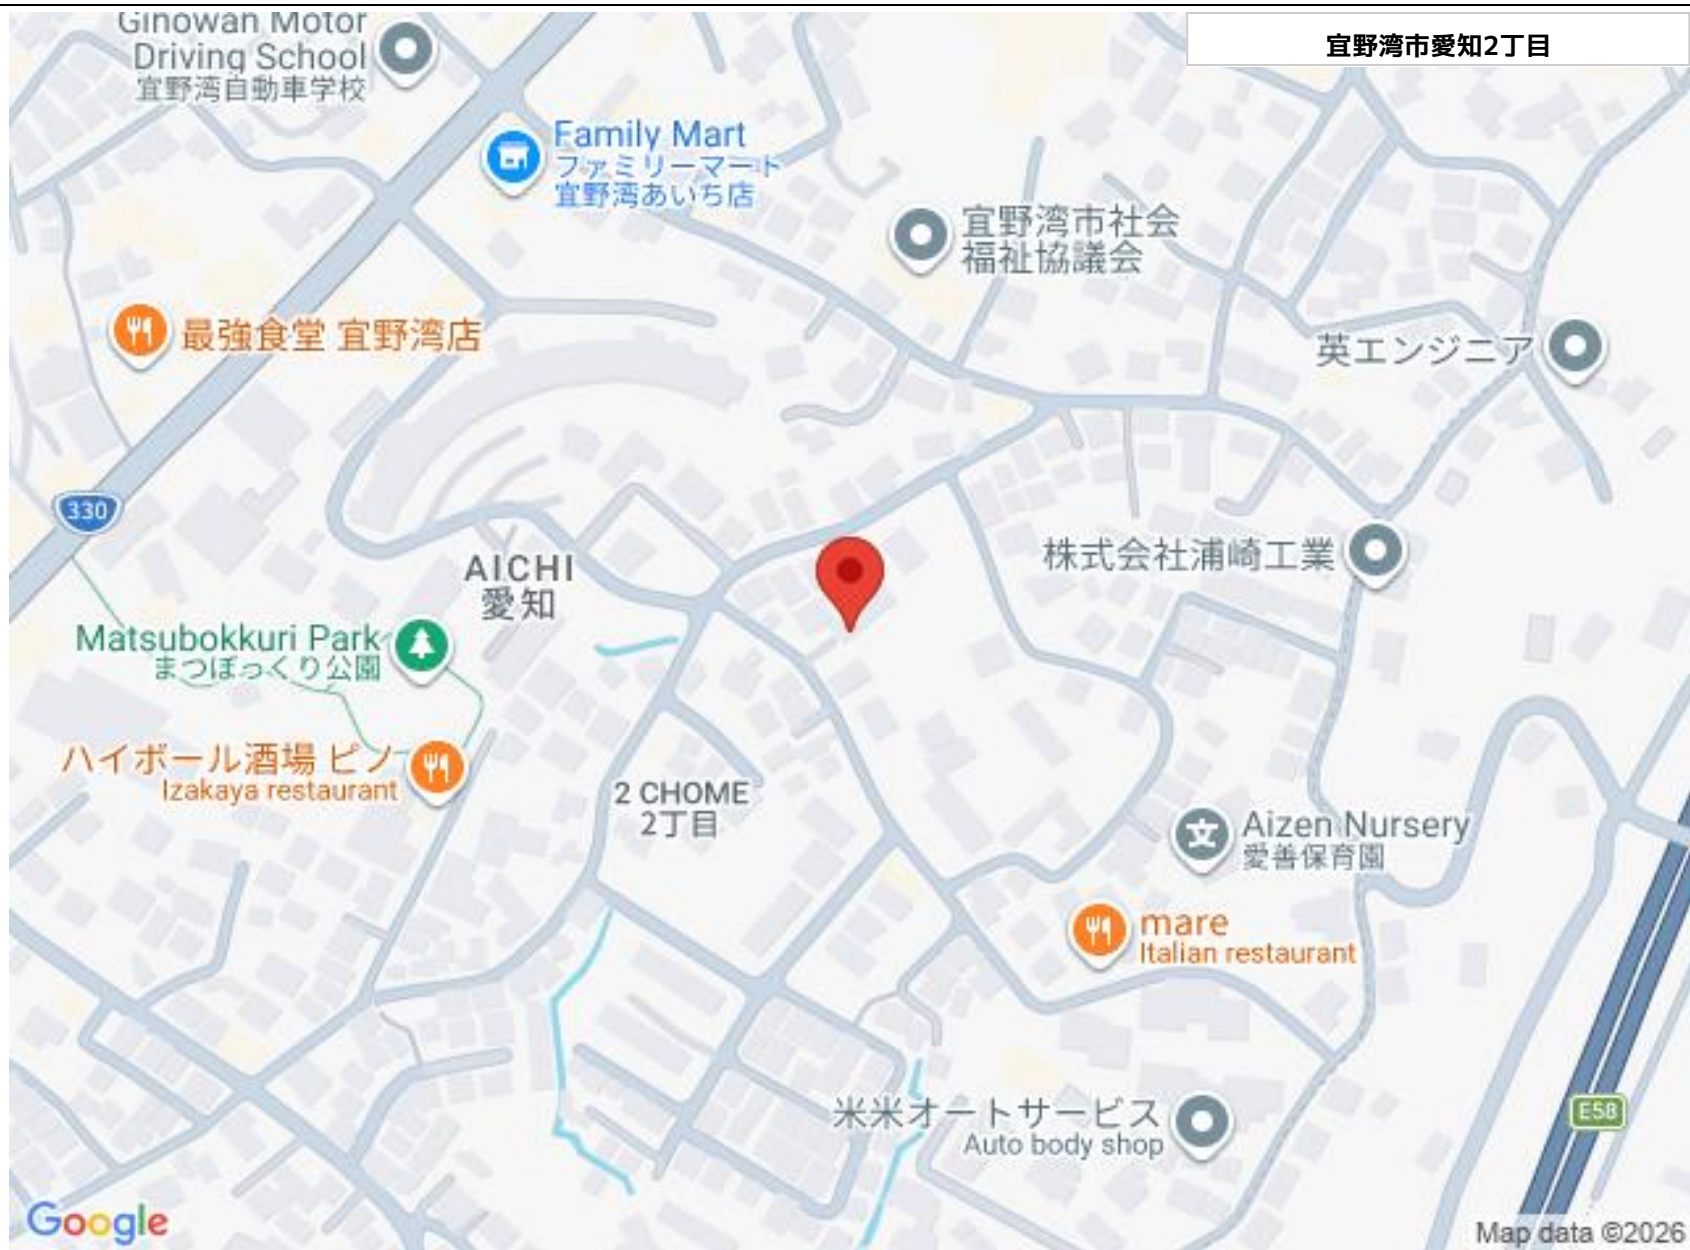 Ginowan Motor
Driving School
宜野湾自動車学校
宜野湾市愛知2丁目
Family Mart
ファミリーマート
宜野湾あいち店
宜野湾市社会
福祉協議会
最強食堂 宜野湾店
英エンジニア
330
AICHI
愛知
株式会社浦崎工業
Matsubokkuri Park
まつぼっくり公園
ハイボール酒場 ピノ
Izakaya restaurant
2 CHOME
2丁目
Aizen Nursery
愛善保育園
mare
Italian restaurant
米米オートサービス
Auto body shop
E58
Google
Map data ©2026